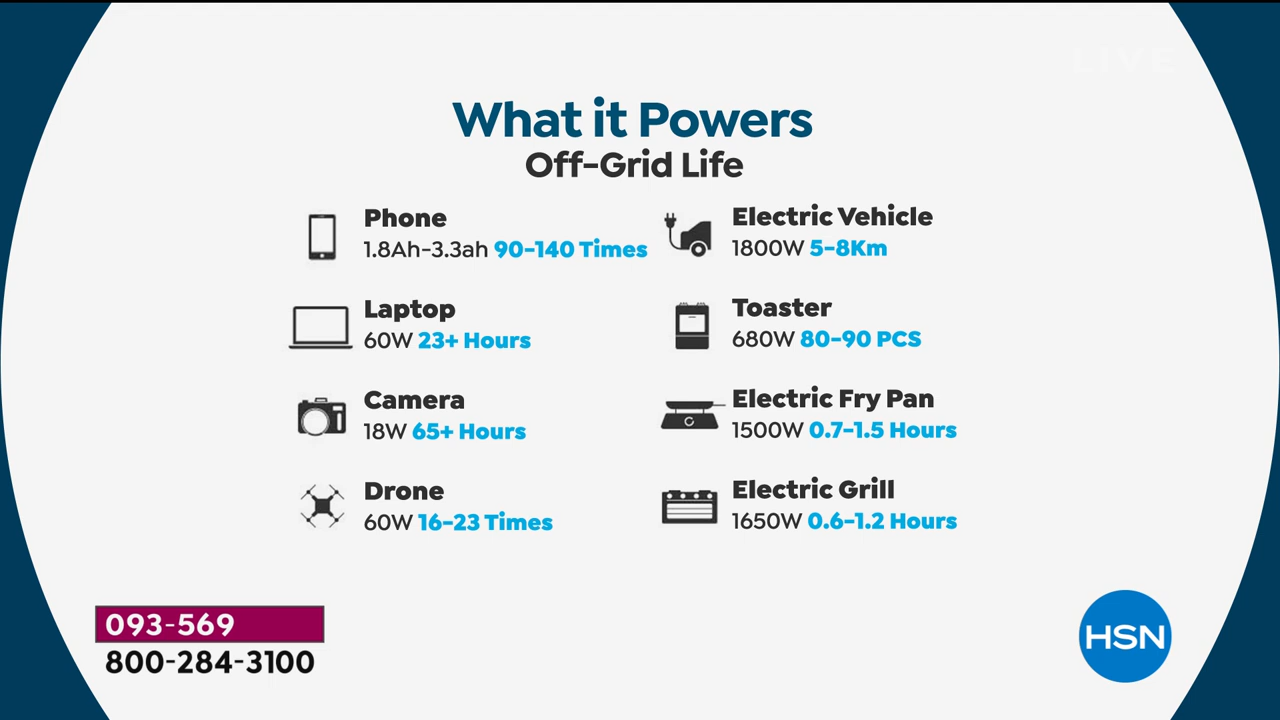 LIVE
What it Powers
Off-Grid Life
Phone
1.8Ah-3.3ah 90-140 Times
Laptop
60W 23+ Hours
Camera
18W 65+ Hours
Drone
60W 16-23 Times
Electric Vehicle
1800W 5-8Km
Toaster
680W 80-90 PCS
Electric Fry Pan
1500W 0.7-1.5 Hours
Electric Grill
1650W 0.6-1.2 Hours
093-569
800-284-3100
HSN